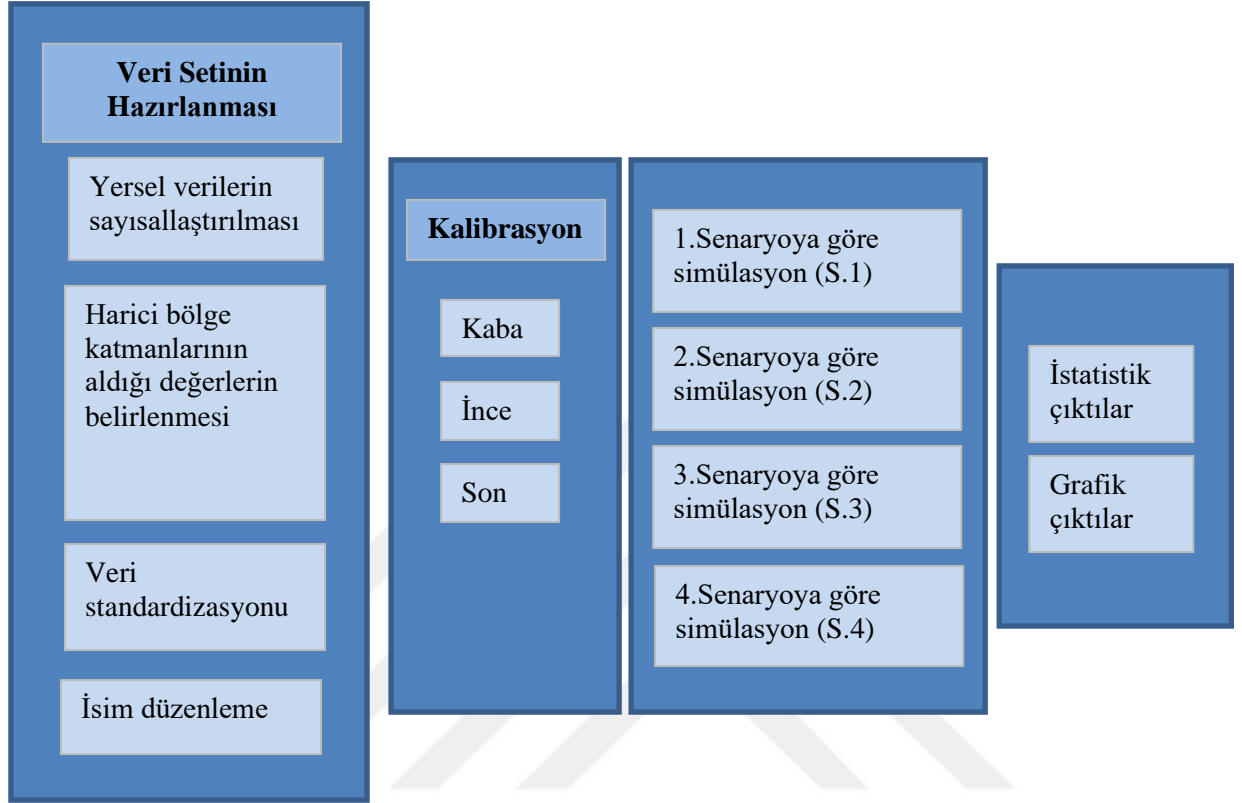 Veri Setinin
Hazırlanması
Yersel verilerin
sayısallaştırılması
Harici bölge
katmanlarının
aldığı değerlerin
belirlenmesi
Veri
standardizasyonu
İsim düzenleme
Kalibrasyon
Kaba
İnce
Son
1.Senaryoya göre
simülasyon (S.1)
2.Senaryoya göre
simülasyon (S.2)
3.Senaryoya göre
simülasyon (S.3)
4.Senaryoya göre
simülasyon (S.4)
İstatistik
çıktılar
Grafik
çıktılar